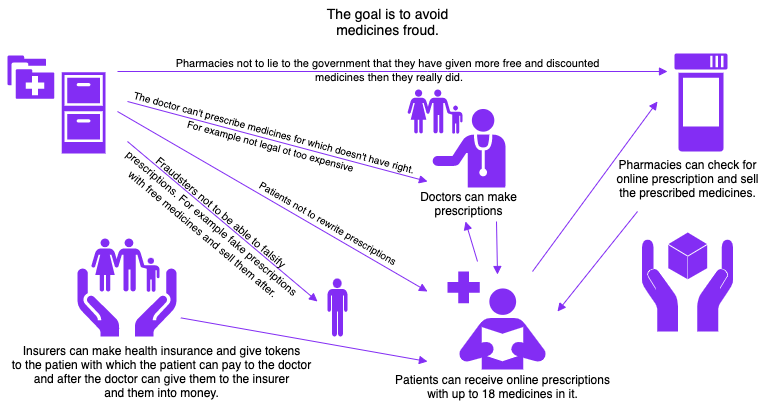 The goal is to avoid
medicines froud.
Pharmacies not to lie to the government that they have given more free and discounted
medicines then they really did.
The doctor can't prescribe medicines for which doesn't have right.
For example not legal ot too expensive
Patients not to rewrite prescriptions
Fraudsters not to be able to falsify
prescriptions. For example fake prescriptions
with free medicines and sell them after.
Doctors can make
prescriptions
Pharmacies can check for
online prescription and sell
the prescribed medicines.
Insurers can make health insurance and give tokens
to the patien with which the patient can pay to the doctor
and after the doctor can give them to the insurer
and them into money.
Patients can receive online prescriptions
with up to 18 medicines in it.